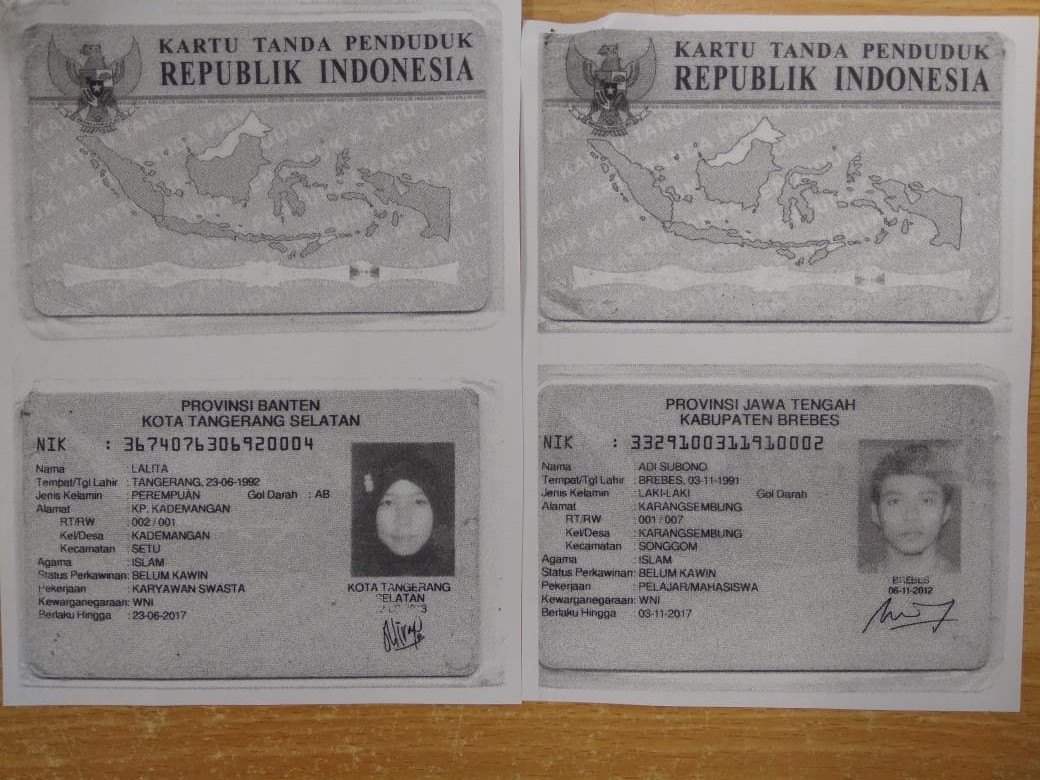 KARTU TANDA PENDUDUK
REPUBLIK INDONESIA
PROVINSI BANTEN
KOTA TANGERANG SELATAN
NIK : 3674076306920004
Nama : LALITA
Tempat/Tgl Lahir : TANGERANG, 23-06-1992
Jenis Kelamin : PEREMPUAN Gol Darah : AB
Alamat : KP. KADEMANGAN
RT/RW : 002 / 001
Kel/Desa : KADEMANGAN
Kecamatan : SETU
Agama : ISLAM
Status Perkawinan: BELUM KAWIN
Pekerjaan : KARYAWAN SWASTA
Kewarganegaraan: WNI
Berlaku Hingga : 23-06-2017
KOTA TANGERANG
SELATAN
KARTU TANDA PENDUDUK
REPUBLIK INDONESIA
PROVINSI JAWA TENGAH
KABUPATEN BREBES
NIK : 3329100311910002
Nama : ADI SUBONO
Tempat/Tgl Lahir : BREBES, 03-11-1991
Jenis Kelamin : LAKI-LAKI Gol Darah
Alamat : KARANGSEMBUNG
RT/RW : 001 / 007
Kel/Desa : KARANGSEMBUNG
Kecamatan : SONGGOM
Agama : ISLAM
Status Perkawinan: BELUM KAWIN
Pekerjaan : PELAJAR/MAHASISWA
Kewarganegaraan: WNI
Berlaku Hingga : 03-11-2017
BREBES
06-11-2012